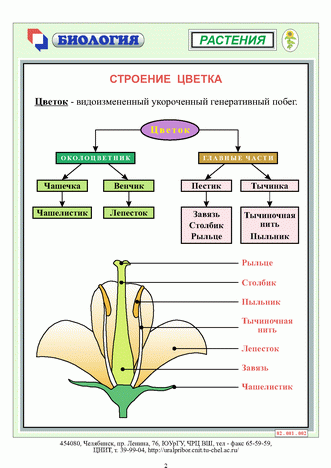 БИОЛОГИЯ
РАСТЕНИЯ
СТРОЕНИЕ ЦВЕТКА
Цветок - видоизмененный укороченный генеративный побег.
Цветок
ОКОЛОЦВЕТНИК
ГЛАВНЫЕ ЧАСТИ
Чашечка
Венчик
Пестик
Тычинка
Чашелистик
Лепесток
Завязь
Столбик
Рыльце
Тычиночная
нить
Пыльник
Рыльце
Столбик
Пыльник
Тычиночная
нить
Лепесток
Завязь
Чашелистик
02.001.002
454080, Челябинск, пр. Ленина, 76, ЮУрГУ, ЧРЦ ВШ, тел - факс 65-59-59,
ЦНИТ, т. 39-99-04, http://uralpribor.cnit.tu-chel.ac.ru/
2